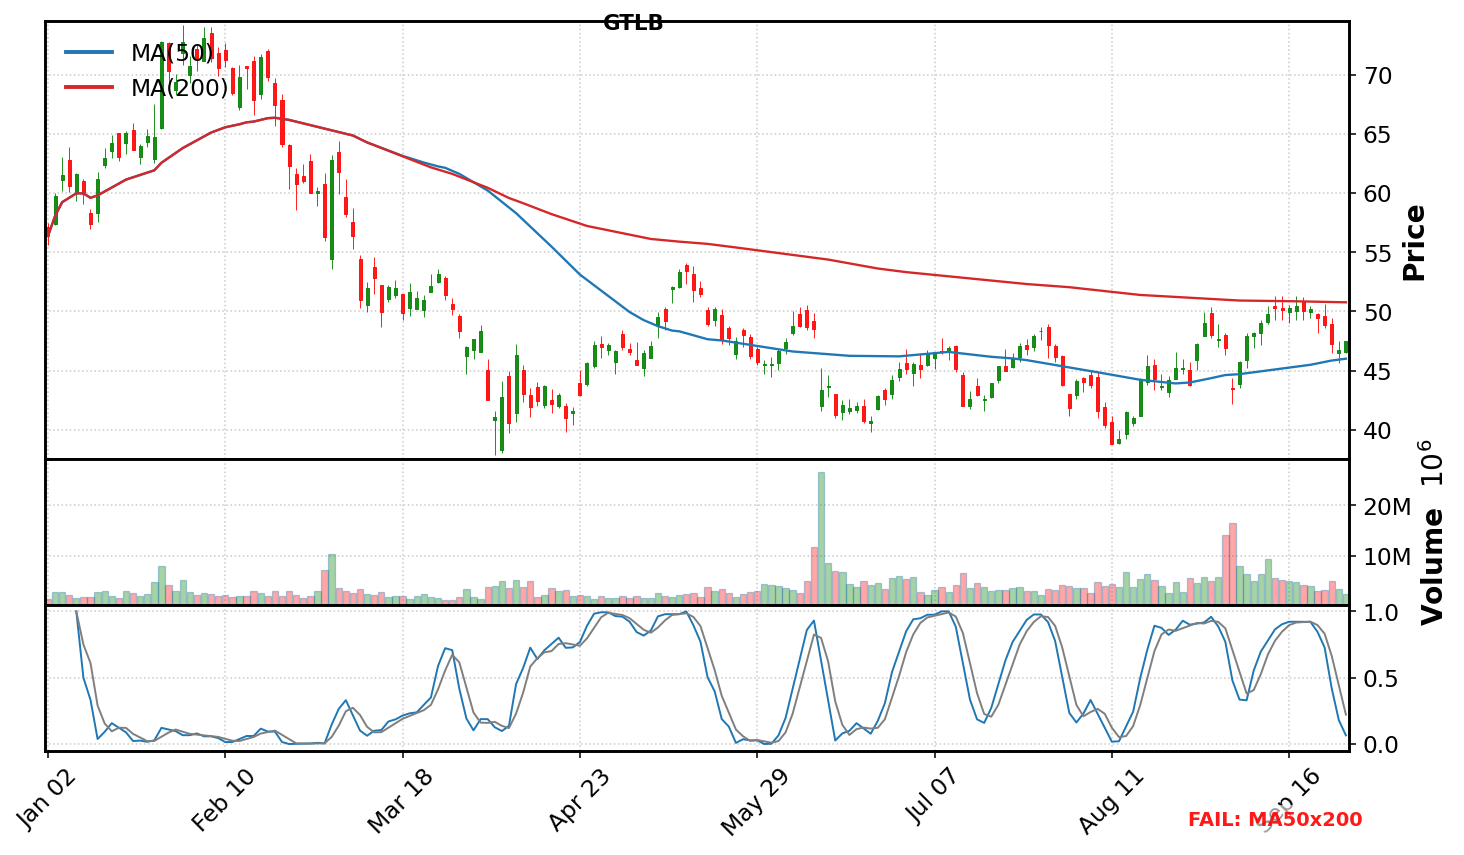 GTLB
MA(50)
MA(200)
70
65
60
55
50
45
40
Price
20M
10M
Volume 10^6
1.0
0.5
0.0
Jan 02
Feb 10
Mar 18
Apr 23
May 29
Jul 07
Aug 11
Sep 16
FAIL: MA50x200